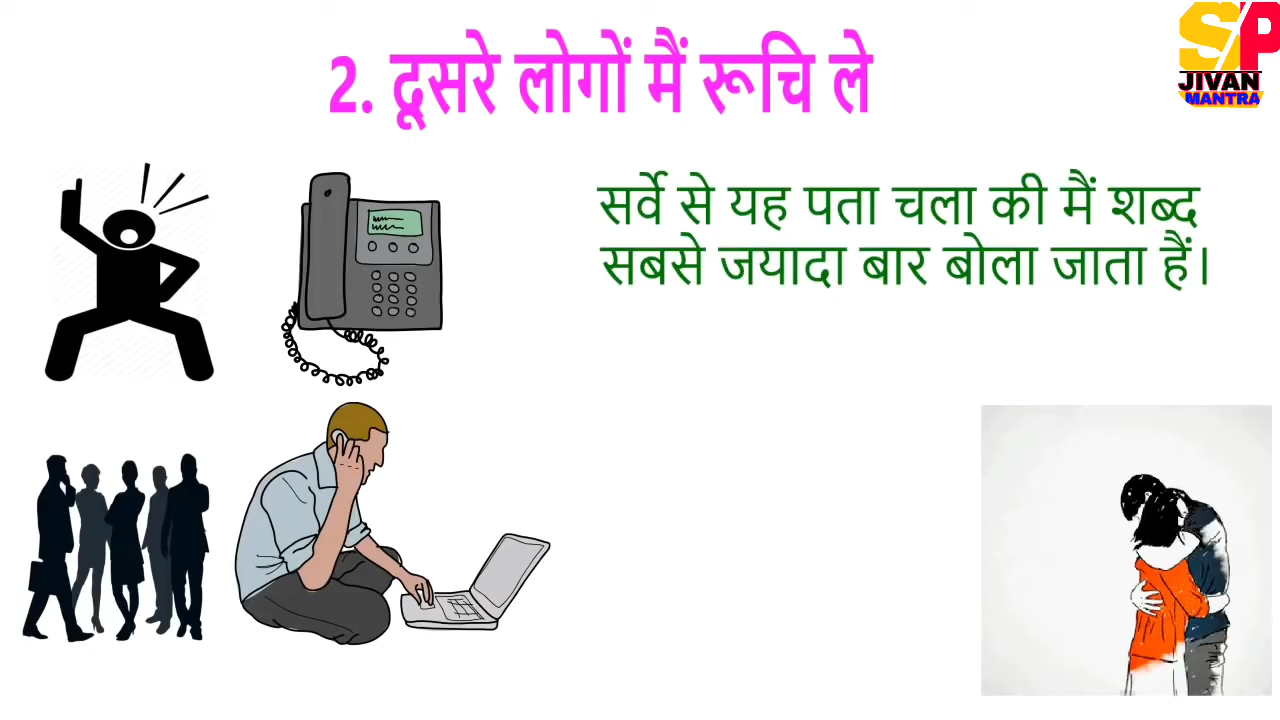 2. दूसरे लोगों मैं रूचि ले
SP
JIVAN
MANTRA
सर्वे से यह पता चला की मैं शब्द
सबसे जयादा बार बोला जाता हैं।